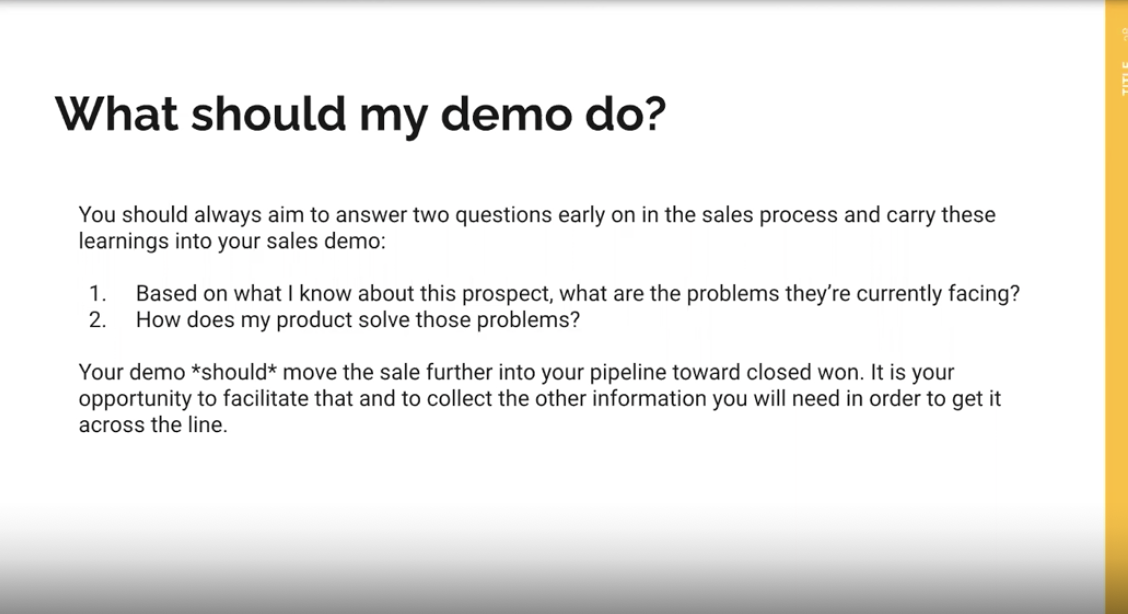 What should my demo do?
You should always aim to answer two questions early on in the sales process and carry these
learnings into your sales demo:
1. Based on what I know about this prospect, what are the problems they’re currently facing?
2. How does my product solve those problems?
Your demo *should* move the sale further into your pipeline toward closed won. It is your
opportunity to facilitate that and to collect the other information you will need in order to get it
across the line.
TITLE